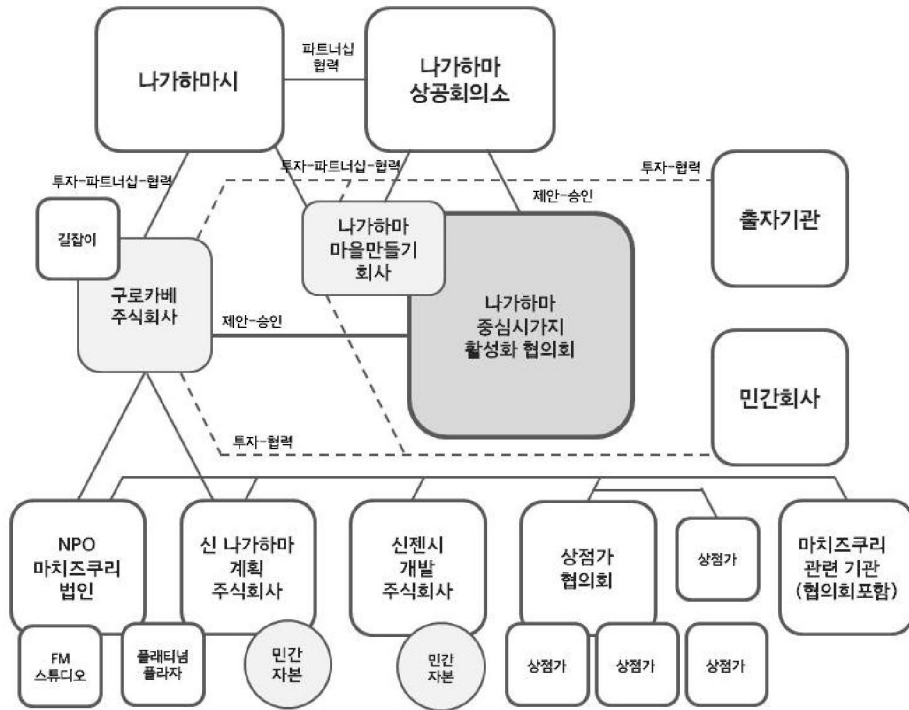 나가하마시
파트너십
협력
나가하마
상공회의소
투자-파트너십-협력
투자-파트너십-협력
투자-협력
길잡이
나가하마
마을만들기
회사
제안-승인
출자기관
구로카베
주식회사
제안-승인
나가하마
중심시가지
활성화 협의회
민간회사
투자-협력
NPO
마치즈쿠리
법인
신 나가하마
계획
주식회사
신젠시
개발
주식회사
상점가
협의회
상점가
마치즈쿠리
관련 기관
(협의회포함)
FM
스튜디오
플래티넘
플라자
민간
자본
민간
자본
상점가
상점가
상점가